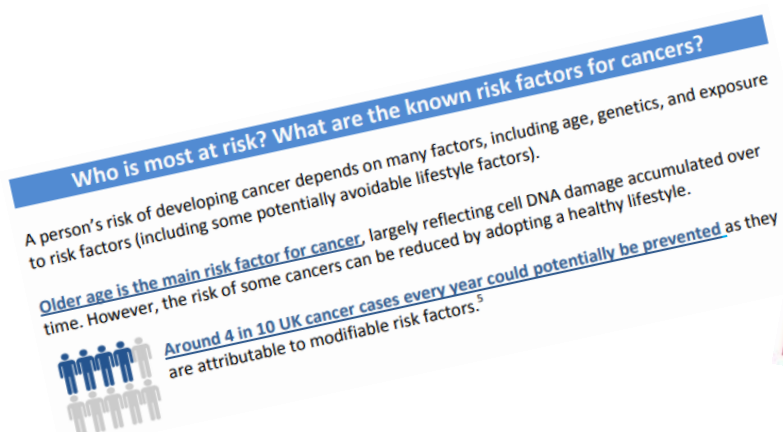 Who is most at risk? What are the known risk factors for cancers?
A person's risk of developing cancer depends on many factors, including age, genetics, and exposure
to risk factors (including some potentially avoidable lifestyle factors).
Older age is the main risk factor for cancer, largely reflecting cell DNA damage accumulated over
time. However, the risk of some cancers can be reduced by adopting a healthy lifestyle.
Around 4 in 10 UK cancer cases every year could potentially be prevented as they
are attributable to modifiable risk factors.5